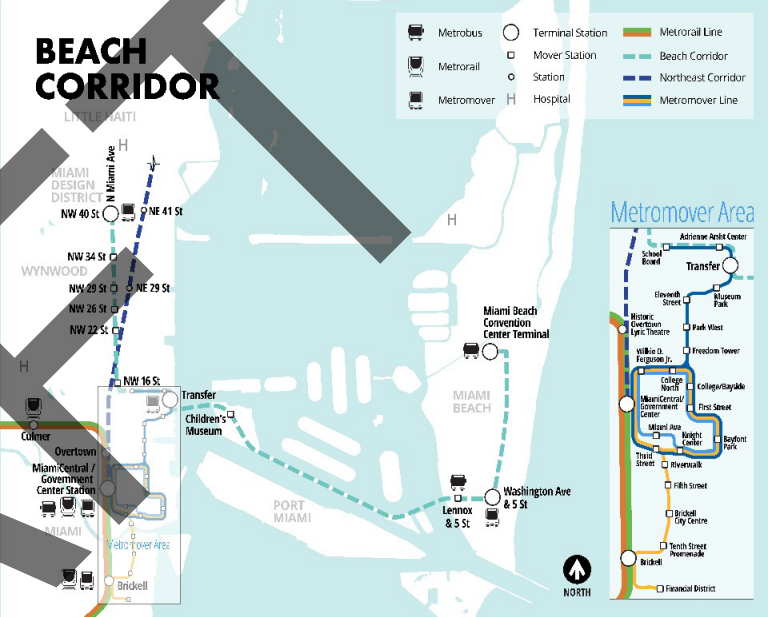 BEACH
CORRIDOR
Metrobus
Metrorail
Metromover
Terminal Station
Mover Station
Station
H Hospital
Metrorail Line
Beach Corridor
Northeast Corridor
Metromover Line
LITTLE HAITI
H
N Miami Ave
MIAMI
DESIGN
DISTRICT
NW 40 St
NE 41 St
H
NW 34 St
WYNWOOD
NW 29 St
NE 29 St
NW 26 St
NW 22 St
H
NW 16 St
Transfer
Children's
Museum
Culmer
Overtown
MiamiCentral /
Government
Center Station
MIAMI
Metromover Area
Brickell
PORT
MIAMI
Miami Beach
Convention
Center Terminal
MIAMI
BEACH
Lennox
& 5 St
Washington Ave
& 5 St
NORTH
Metromover Area
Adrienne Arsht Center
School
Board
Transfer
Museum
Park
Eleventh
Street
Historic
Overtown
Lyric Theatre
Park West
Freedom Tower
Wilkie D.
Ferguson Jr.
College
North
College/Bayside
MiamiCentral/
Government
Center
First Street
Miami Ave
Knight
Center
Bayfont
Park
Third
Street
Riverwalk
Fifth Street
Brickell
City Centre
Tenth Street
Promenade
Brickell
Financial District